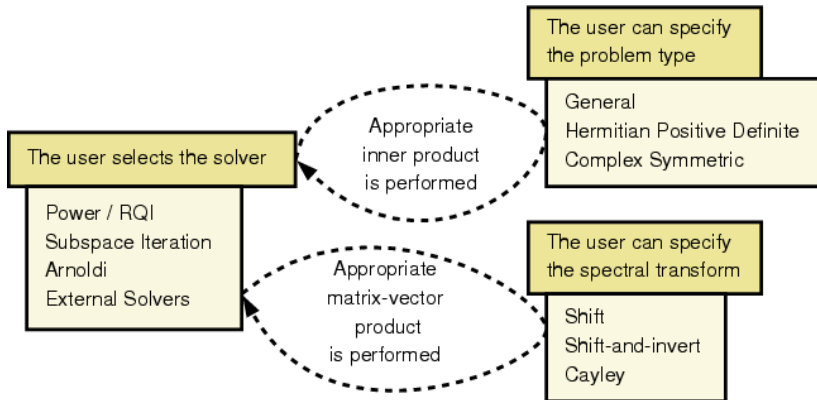 The user can specify
the problem type
General
Hermitian Positive Definite
Complex Symmetric
Appropriate
inner product
is performed
The user selects the solver
Power / RQI
Subspace Iteration
Arnoldi
External Solvers
Appropriate
matrix-vector
product
is performed
The user can specify
the spectral transform
Shift
Shift-and-invert
Cayley